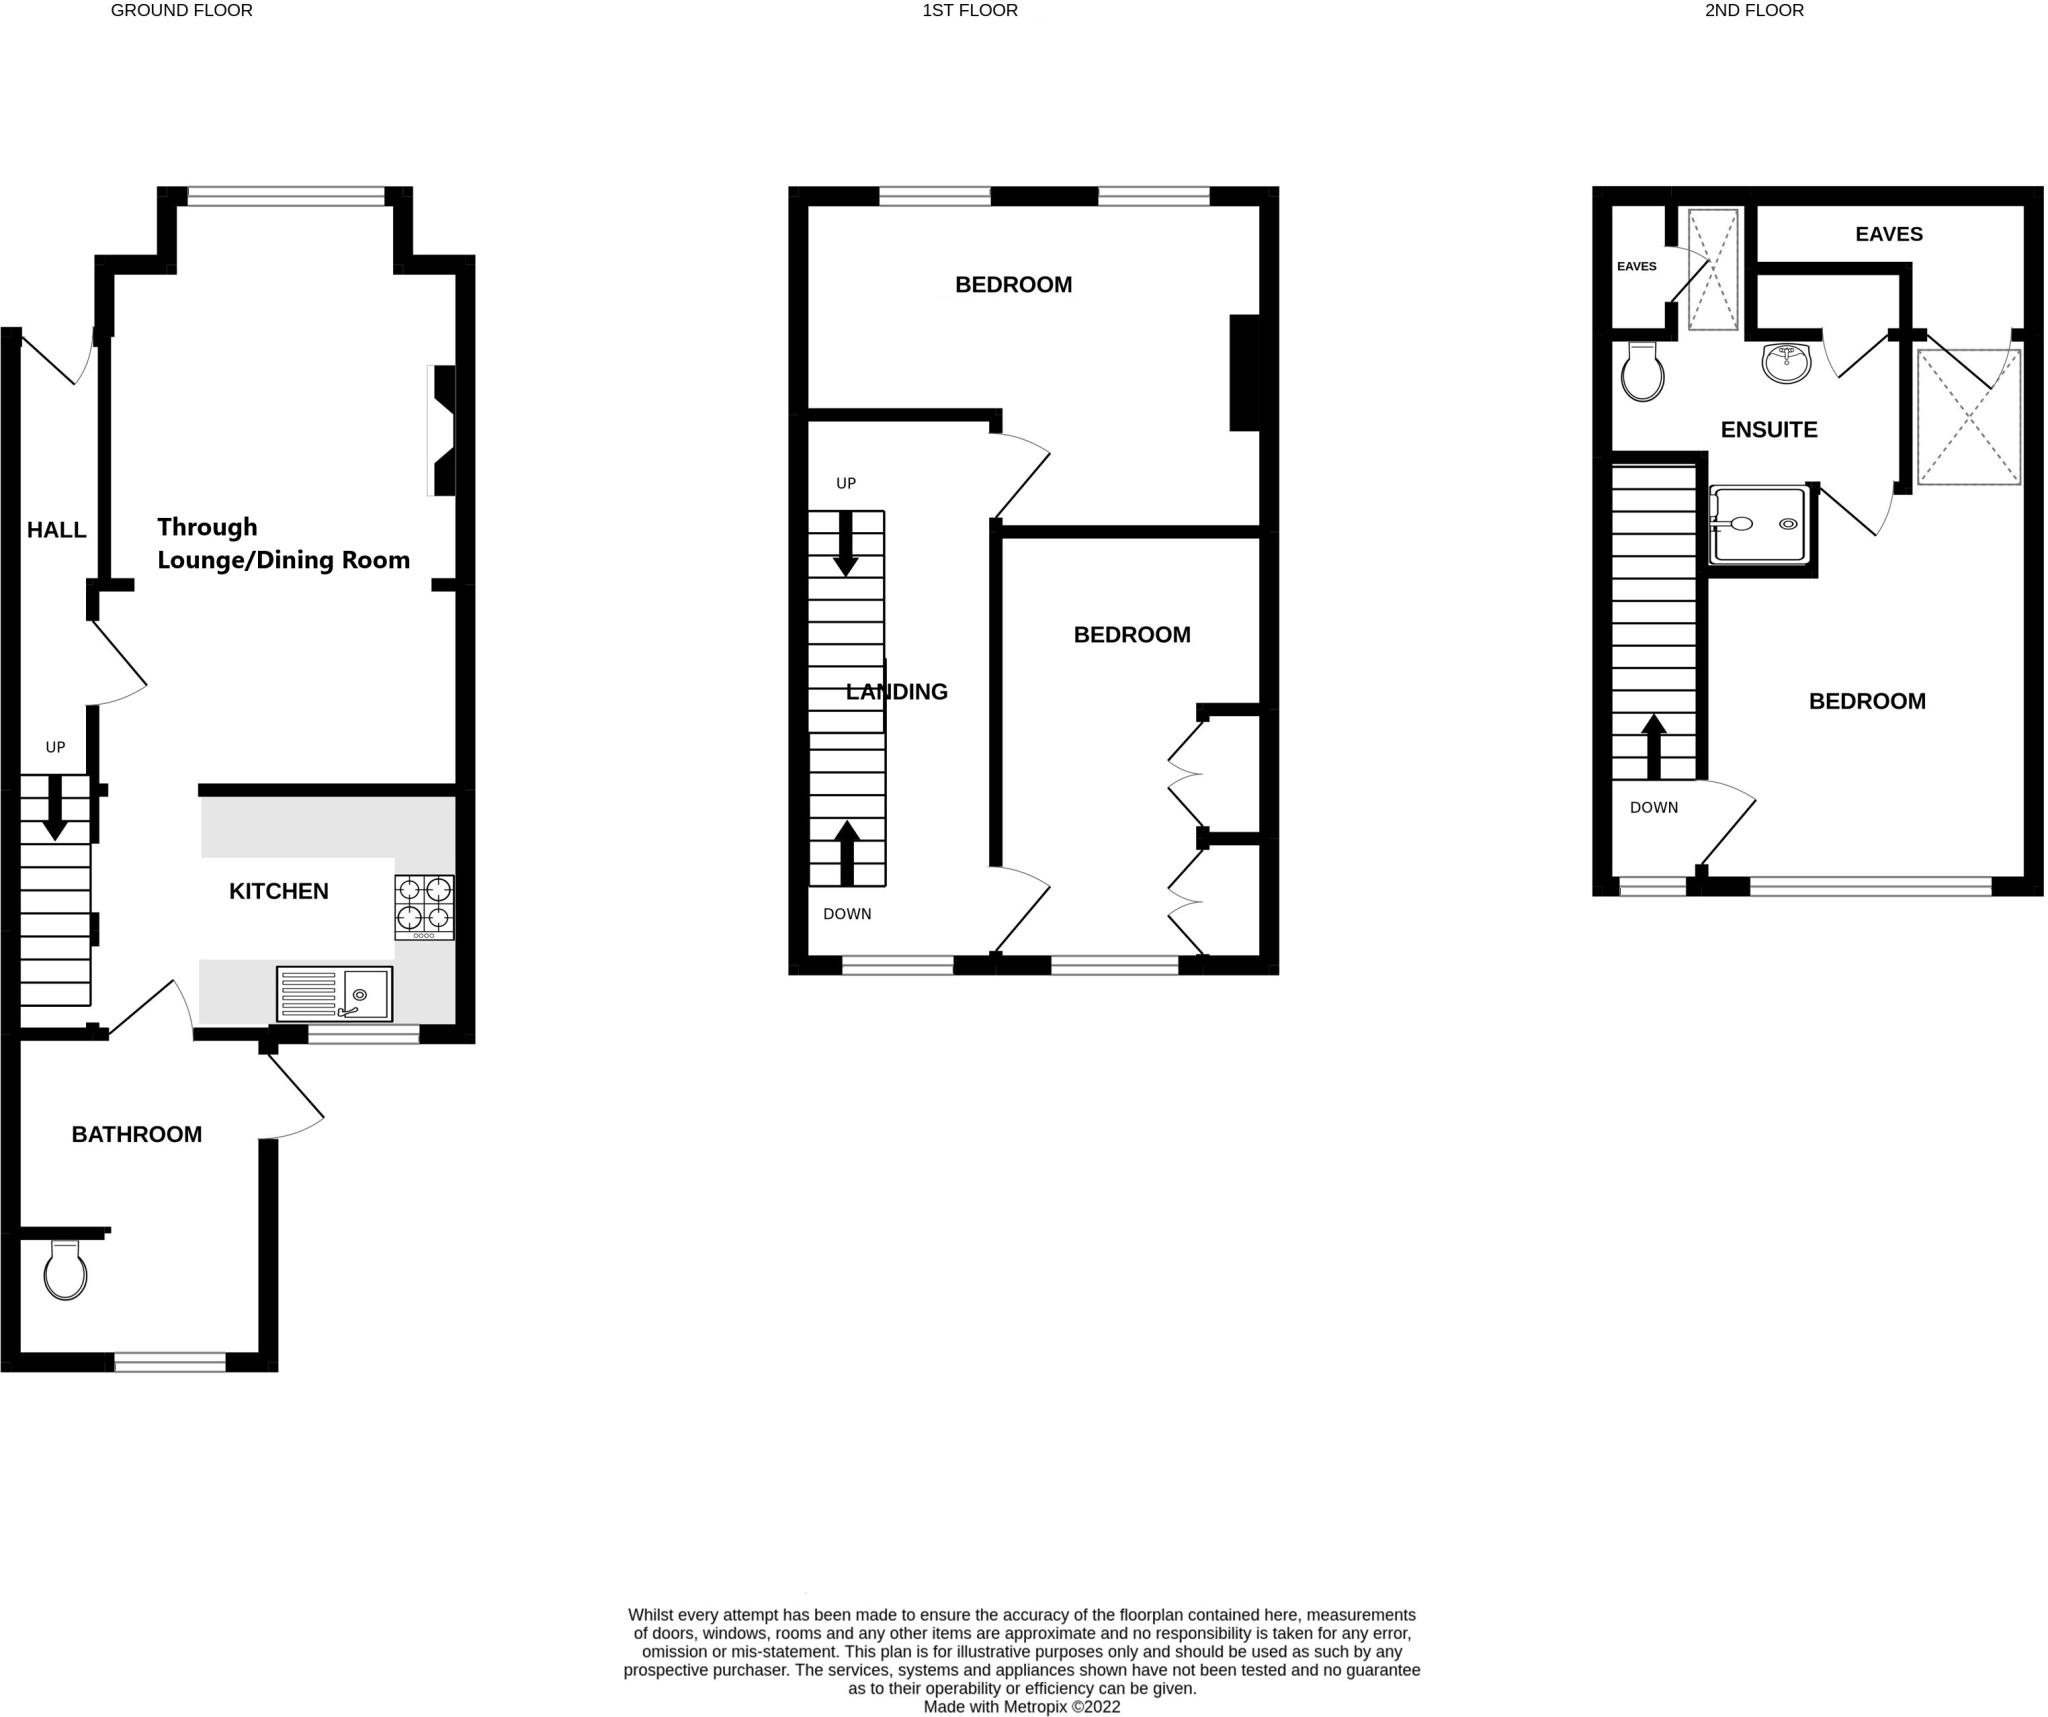 GROUND FLOOR
1ST FLOOR
2ND FLOOR
HALL
Through
Lounge/Dining Room
UP
KITCHEN
BATHROOM
BEDROOM
UP
BEDROOM
LANDING
DOWN
EAVES
EAVES
ENSUITE
BEDROOM
DOWN
Whilst every attempt has been made to ensure the accuracy of the floorplan contained here, measurements
of doors, windows, rooms and any other items are approximate and no responsibility is taken for any error,
omission or mis-statement. This plan is for illustrative purposes only and should be used as such by any
prospective purchaser. The services, systems and appliances shown have not been tested and no guarantee
as to their operability or efficiency can be given.
Made with Metropix ©2022